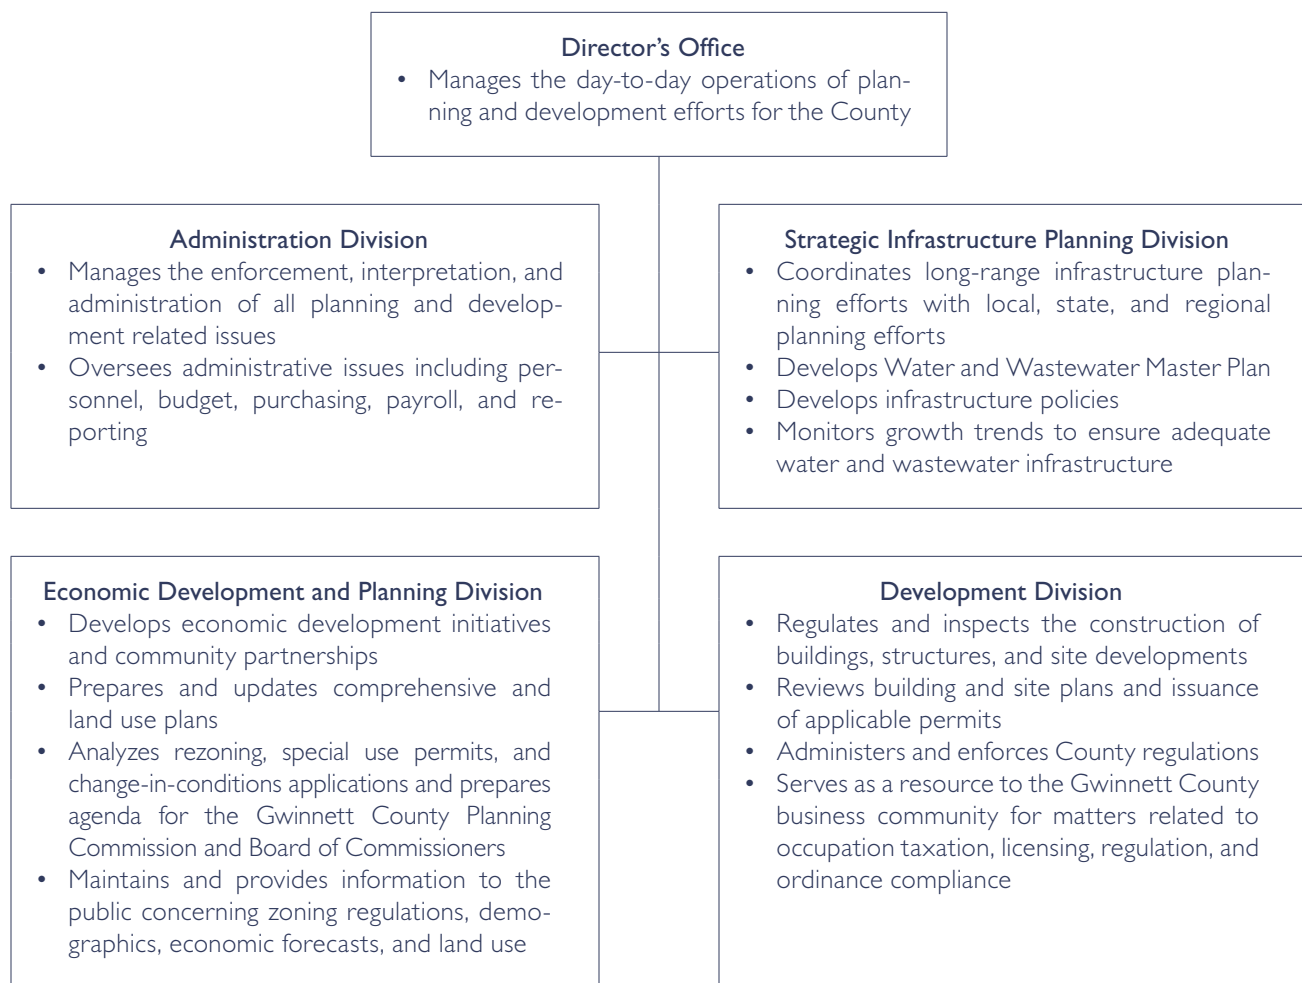 Director’s Office
• Manages the day-to-day operations of plan-
ning and development efforts for the County
Administration Division
• Manages the enforcement, interpretation, and
administration of all planning and develop-
ment related issues
• Oversees administrative issues including per-
sonnel, budget, purchasing, payroll, and re-
porting
Strategic Infrastructure Planning Division
• Coordinates long-range infrastructure plan-
ning efforts with local, state, and regional
planning efforts
• Develops Water and Wastewater Master Plan
• Develops infrastructure policies
• Monitors growth trends to ensure adequate
water and wastewater infrastructure
Economic Development and Planning Division
• Develops economic development initiatives
and community partnerships
• Prepares and updates comprehensive and
land use plans
• Analyzes rezoning, special use permits, and
change-in-conditions applications and prepares
agenda for the Gwinnett County Planning
Commission and Board of Commissioners
• Maintains and provides information to the
public concerning zoning regulations, demo-
graphics, economic forecasts, and land use
Development Division
• Regulates and inspects the construction of
buildings, structures, and site developments
• Reviews building and site plans and issuance
of applicable permits
• Administers and enforces County regulations
• Serves as a resource to the Gwinnett County
business community for matters related to
occupation taxation, licensing, regulation, and
ordinance compliance